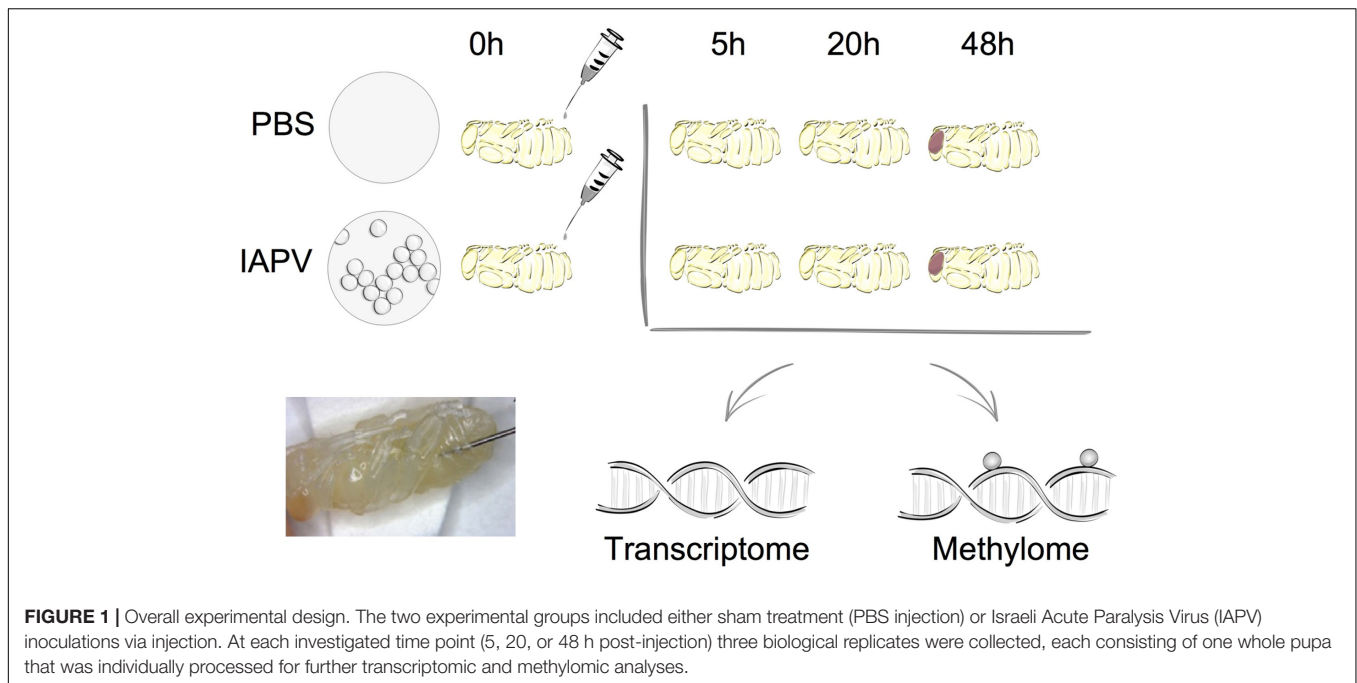 0h 5h 20h 48h
PBS
IAPV
Transcriptome Methylome
FIGURE 1 | Overall experimental design. The two experimental groups included either sham treatment (PBS injection) or Israeli Acute Paralysis Virus (IAPV)
inoculations via injection. At each investigated time point (5, 20, or 48 h post-injection) three biological replicates were collected, each consisting of one whole pupa
that was individually processed for further transcriptomic and methylomic analyses.